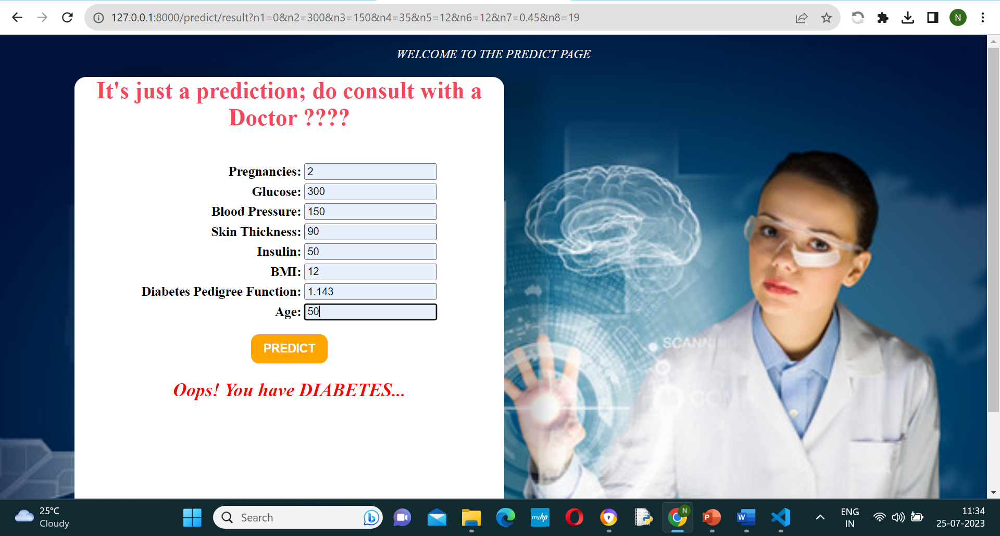 127.0.0.1:8000/predict/result?n1=0&n2=300&n3=150&n4=35&n5=12&n6=12&n7=0.45&n8=19
N
WELCOME TO THE PREDICT PAGE
It's just a prediction; do consult with a
Doctor ????
Pregnancies: 2
Glucose: 300
Blood Pressure: 150
Skin Thickness: 90
Insulin: 50
BMI: 12
Diabetes Pedigree Function: 1.143
Age: 50
PREDICT
Oops! You have DIABETES...
.COM
25°C
Cloudy
Search
myhp
N
P
W
ENG
IN
11:34
25-07-2023